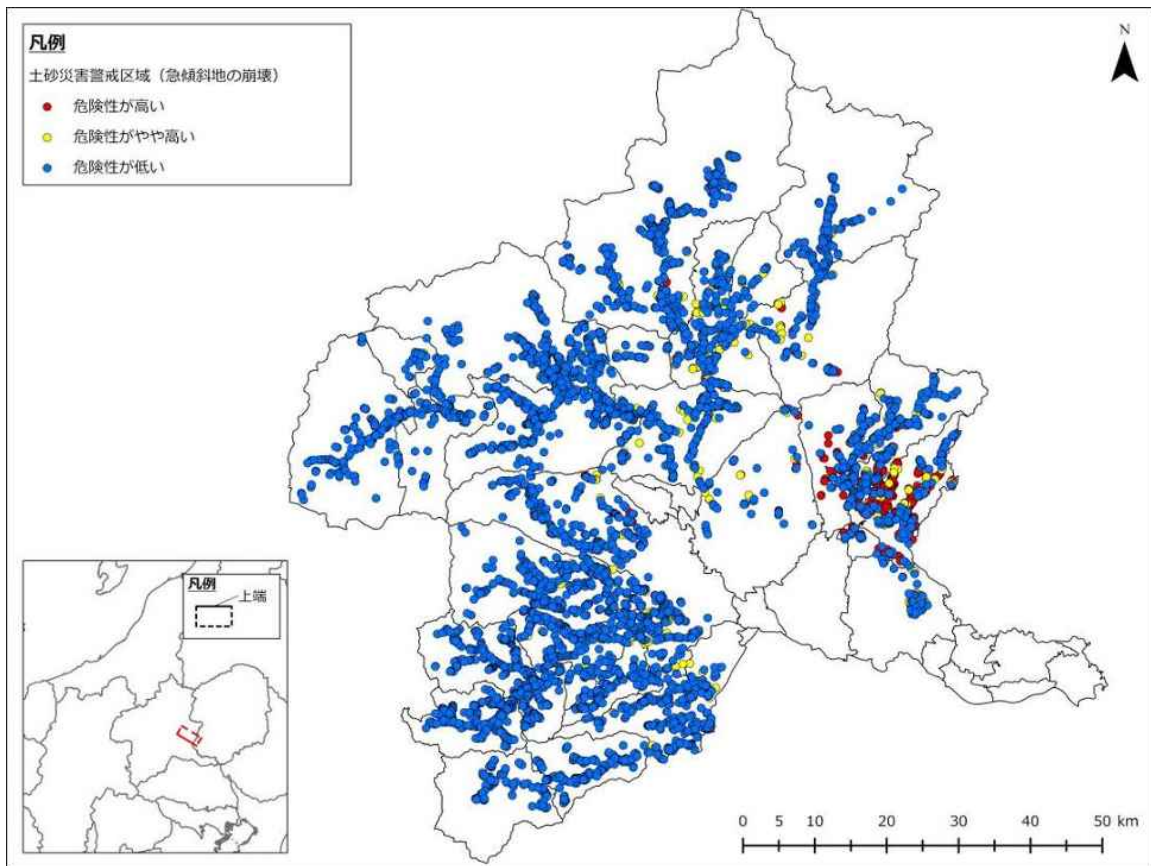 凡例
土砂災害警戒区域（急傾斜地の崩壊）
危険性が高い
危険性がやや高い
危険性が低い
N
凡例
上端
0 5 10 20 30 40 50 km